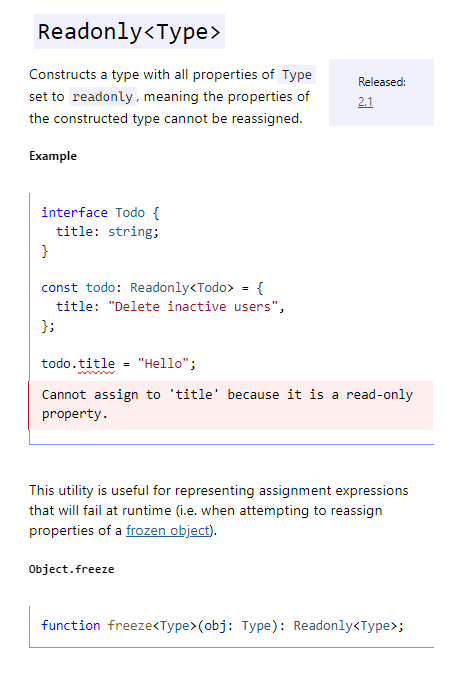 Readonly<Type>
Constructs a type with all properties of Type
set to readonly, meaning the properties of
the constructed type cannot be reassigned.
Released:
2.1
Example
interface Todo {
  title: string;
}
const todo: Readonly<Todo> = {
  title: "Delete inactive users",
};
todo.title = "Hello";
Cannot assign to 'title' because it is a read-only
property.
This utility is useful for representing assignment expressions
that will fail at runtime (i.e. when attempting to reassign
properties of a frozen object).
Object.freeze
function freeze<Type>(obj: Type): Readonly<Type>;